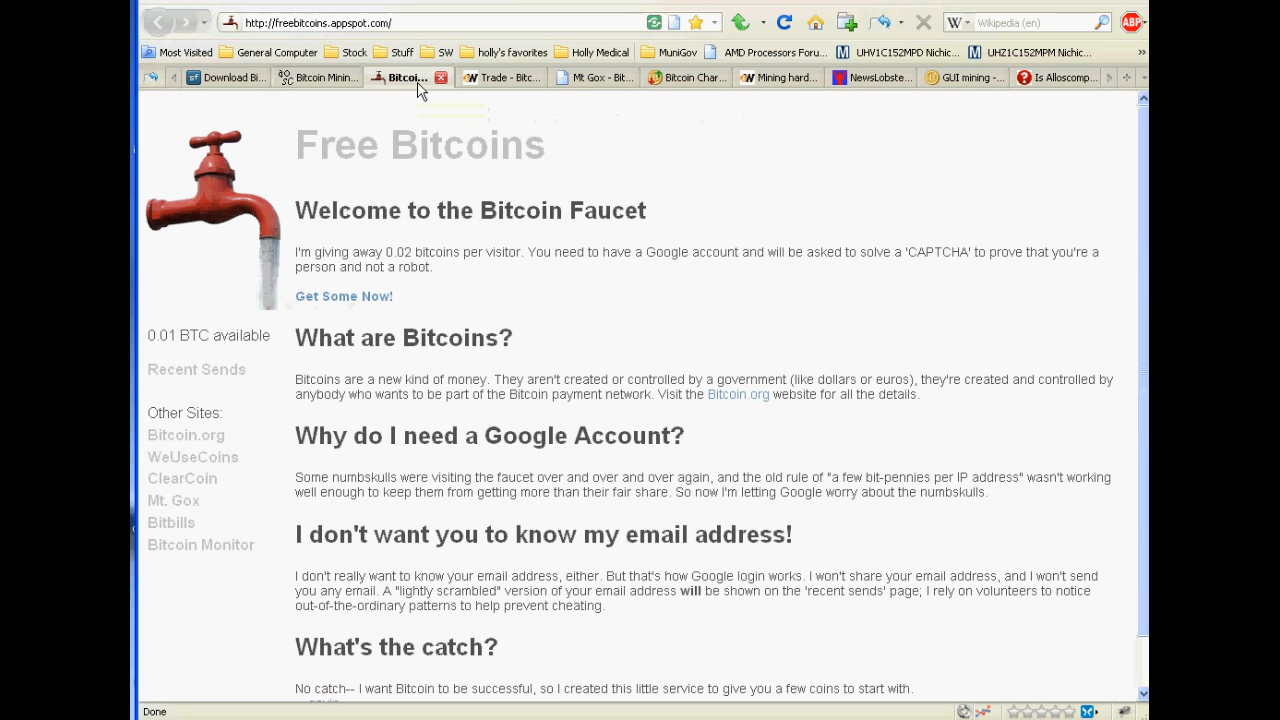 http://freebitcoins.appspot.com/
W
Wikipedia (en)
ABP
Most Visited General Computer Stock Stuff SW holly's favorites Holly Medical MuniGov AMD Processors Foru... M UHV1C152MPD Nichic... M UHZ1C152MPM Nichic... »
sf Download Bi... Bitcoin Minin... Bitcoi... Trade - Bitc... Mt Gox - Bit... Bitcoin Char... Mining hard... NewsLobste... GUI mining -... ? Is Alloscomp...
Free Bitcoins
Welcome to the Bitcoin Faucet
I'm giving away 0.02 bitcoins per visitor. You need to have a Google account and will be asked to solve a 'CAPTCHA' to prove that you're a
person and not a robot.
Get Some Now!
0.01 BTC available
Recent Sends
Other Sites:
Bitcoin.org
WeUseCoins
ClearCoin
Mt. Gox
Bitbills
Bitcoin Monitor
What are Bitcoins?
Bitcoins are a new kind of money. They aren't created or controlled by a government (like dollars or euros), they're created and controlled by
anybody who wants to be part of the Bitcoin payment network. Visit the Bitcoin.org website for all the details.
Why do I need a Google Account?
Some numbskulls were visiting the faucet over and over and over again, and the old rule of "a few bit-pennies per IP address" wasn't working
well enough to keep them from getting more than their fair share. So now I'm letting Google worry about the numbskulls.
I don't want you to know my email address!
I don't really want to know your email address, either. But that's how Google login works. I won't share your email address, and I won't send
you any email. A "lightly scrambled" version of your email address will be shown on the 'recent sends' page; I rely on volunteers to notice
out-of-the-ordinary patterns to help prevent cheating.
What's the catch?
No catch-- I want Bitcoin to be successful, so I created this little service to give you a few coins to start with.
Done